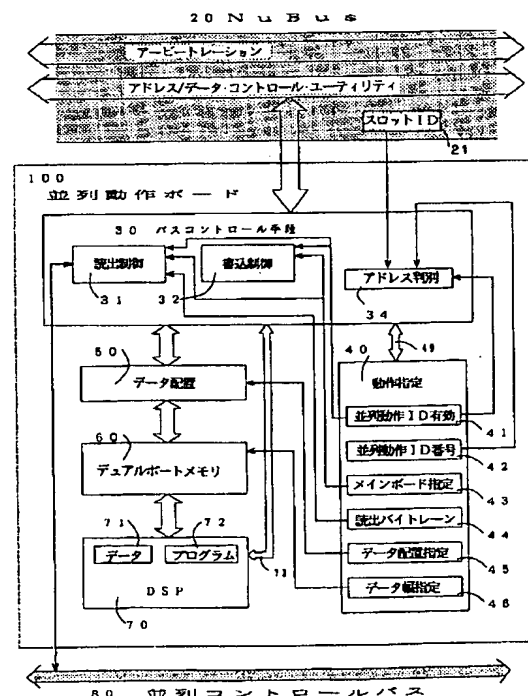 20 NuBus
アービトレーション
アドレス/データ・コントロール・ユーティリティ
スロットID
21
100
並列動作ボード
30 バスコントロール手段
読出制御
31
書込制御
32
アドレス判別
34
49
50
データ配置
60
デュアルポートメモリ
71 72
データ プログラム
73
DSP
70
40
動作指定
並列動作ID有効
41
並列動作ID番号
42
メインボード指定
43
読出バイトレーン
44
データ配置指定
45
データ幅指定
46
80 並列コントロールバス